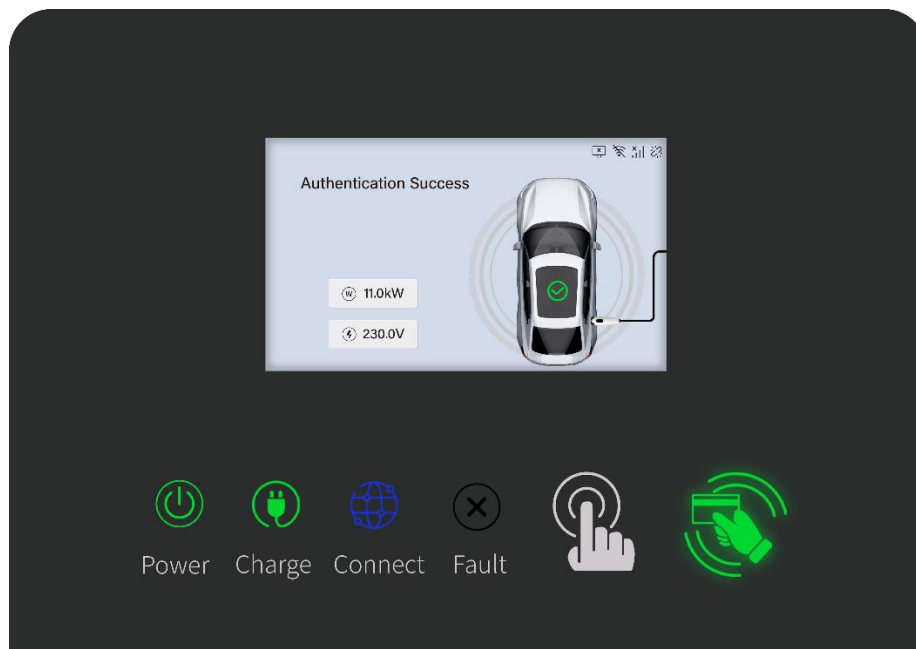 Authentication Success
W 11.0kW
230.0V
Power Charge Connect Fault